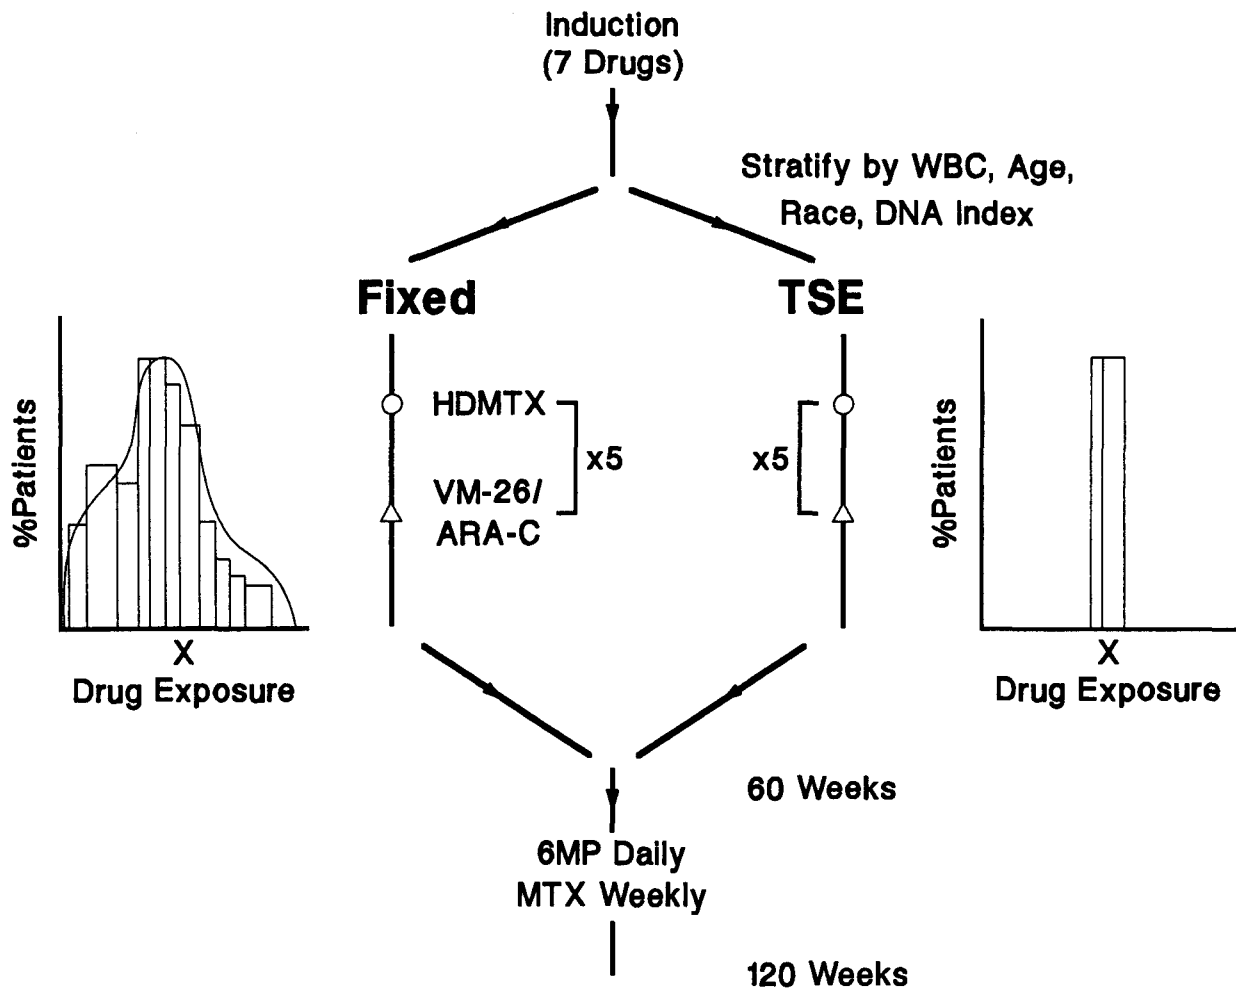 Induction
(7 Drugs)
Stratify by WBC, Age,
Race, DNA Index
Fixed
TSE
%Patients
HDMTX
x5
VM-26/
ARA-C
X
Drug Exposure
x5
%Patients
X
Drug Exposure
60 Weeks
6MP Daily
MTX Weekly
120 Weeks